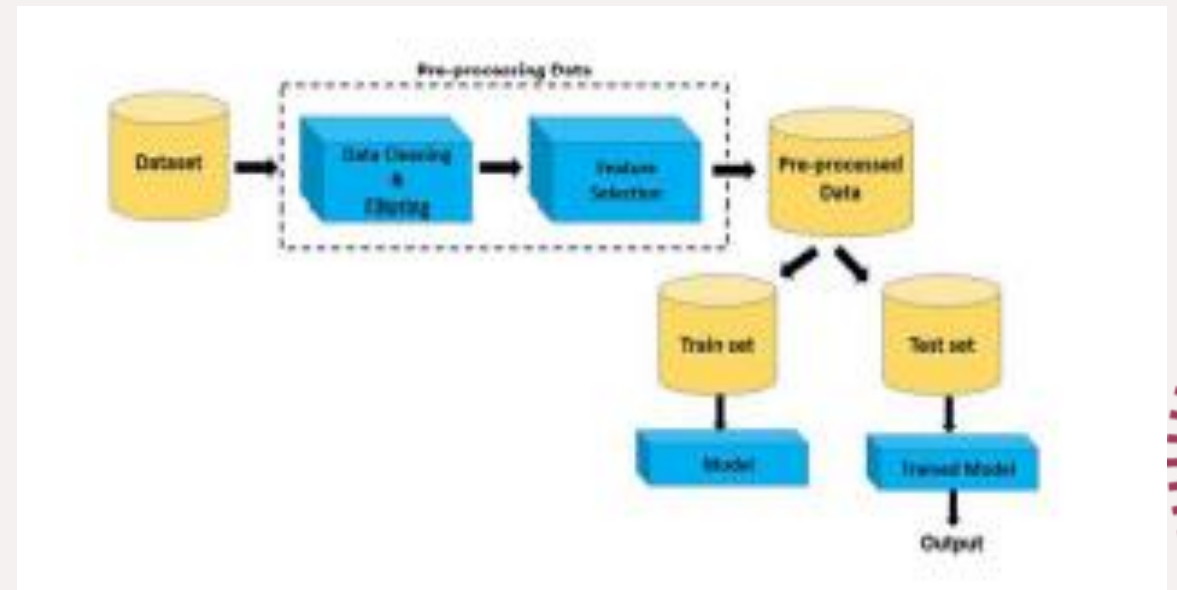 Pre-processing Data
Dataset
Data Cleaning
&
Filtering
Feature
Selection
Pre-processed
Data
Train set
Test set
Model
Trained Model
Output